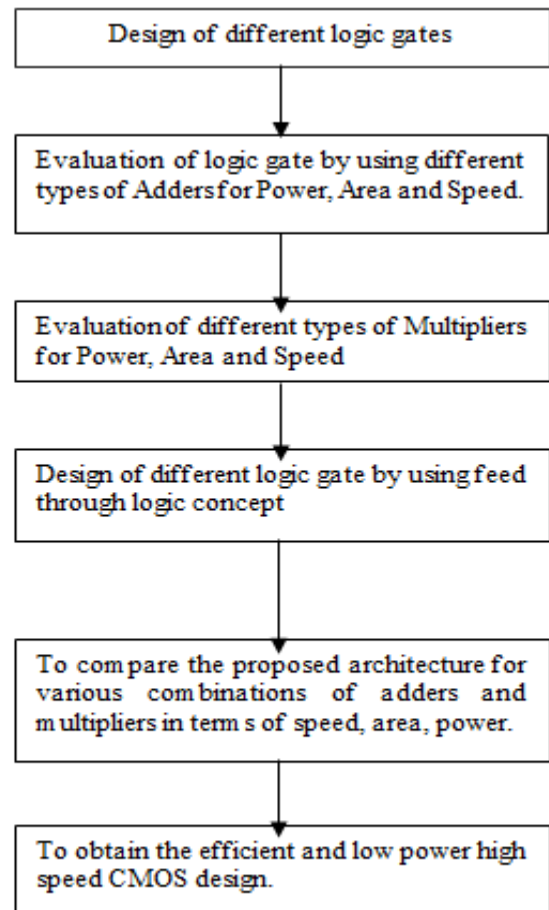 Design of different logic gates
Evaluation of logic gate by using different
types of Adders for Power, Area and Speed.
Evaluation of different types of Multipliers
for Power, Area and Speed
Design of different logic gate by using feed
through logic concept
To compare the proposed architecture for
various combinations of adders and
multipliers in terms of speed, area, power.
To obtain the efficient and low power high
speed CMOS design.